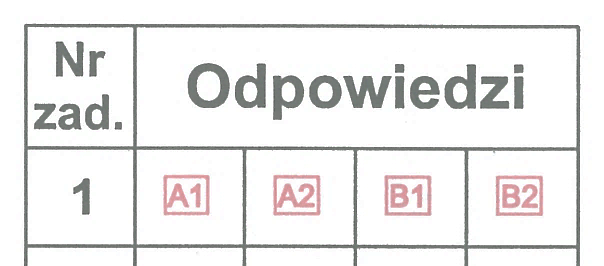 Nr zad. Odpowiedzi
1 A1 A2 B1 B2